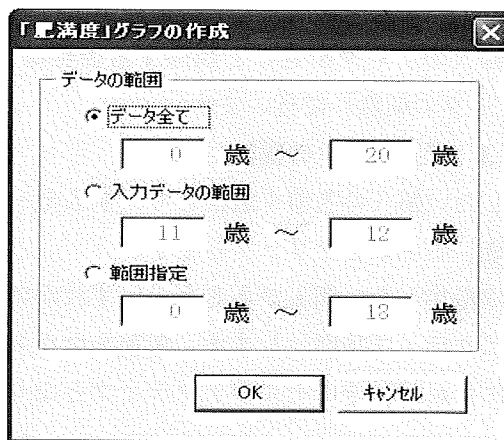 「肥満度」グラフの作成
データの範囲
データ全て
0 歳 ～ 20 歳
入力データの範囲
11 歳 ～ 12 歳
範囲指定
0 歳 ～ 18 歳
OK キャンセル